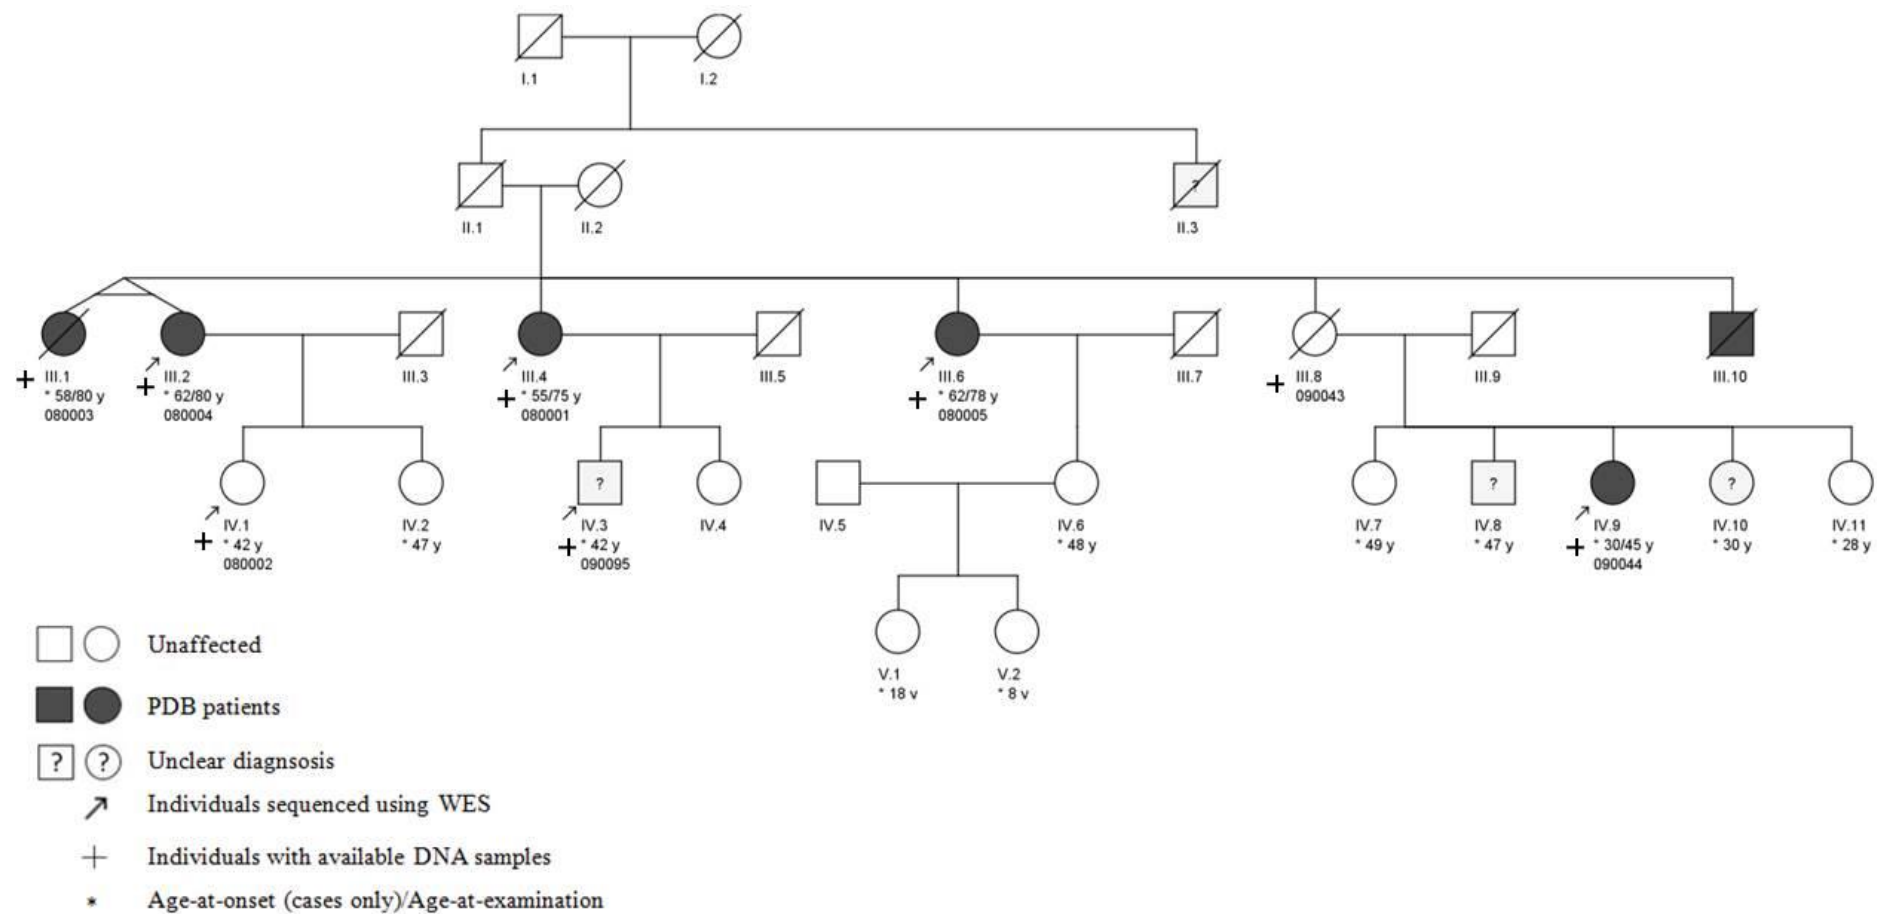 I.1
I.2
?
II.1
II.2
II.3
+ III.1
* 58/80 y
080003
+ III.2
* 62/80 y
080004
III.3
+ III.4
* 55/75 y
080001
III.5
+ III.6
* 62/78 y
080005
III.7
+ III.8
090043
III.9
III.10
?
?
?
+ IV.1
* 42 y
080002
IV.2
* 47 y
+ IV.3
* 42 y
090095
IV.4
IV.5
IV.6
* 48 y
IV.7
* 49 y
IV.8
* 47 y
+ IV.9
* 30/45 y
090044
IV.10
* 30 y
IV.11
* 28 y
V.1
* 18 y
V.2
* 8 y
Unaffected
PDB patients
? ? Unclear diagnsosis
Individuals sequenced using WES
+ Individuals with available DNA samples
* Age-at-onset (cases only)/Age-at-examination